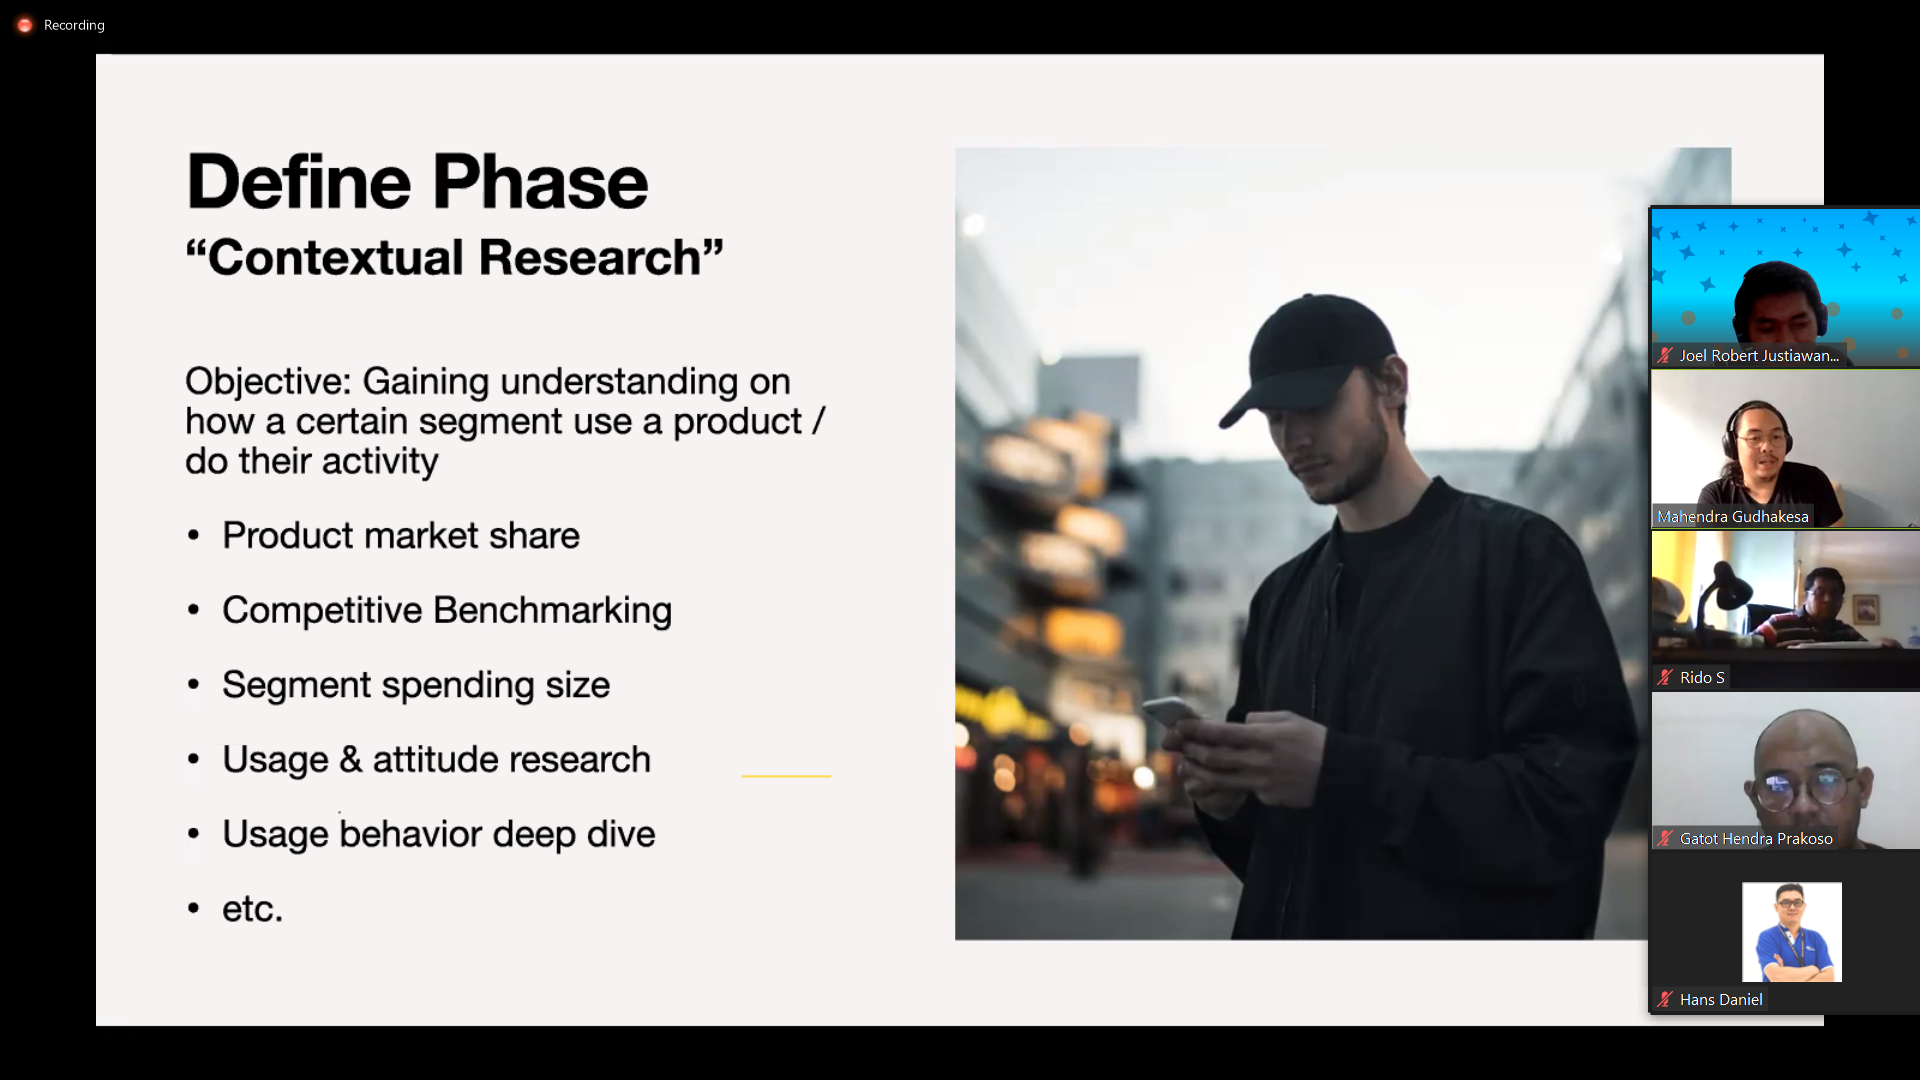 Recording
Define Phase
“Contextual Research”
Objective: Gaining understanding on
how a certain segment use a product /
do their activity
• Product market share
• Competitive Benchmarking
• Segment spending size
• Usage & attitude research
• Usage behavior deep dive
• etc.
Joel Robert Justiawan...
Mahendra Gudhakesa
Rido S
Gatot Hendra Prakoso
Hans Daniel